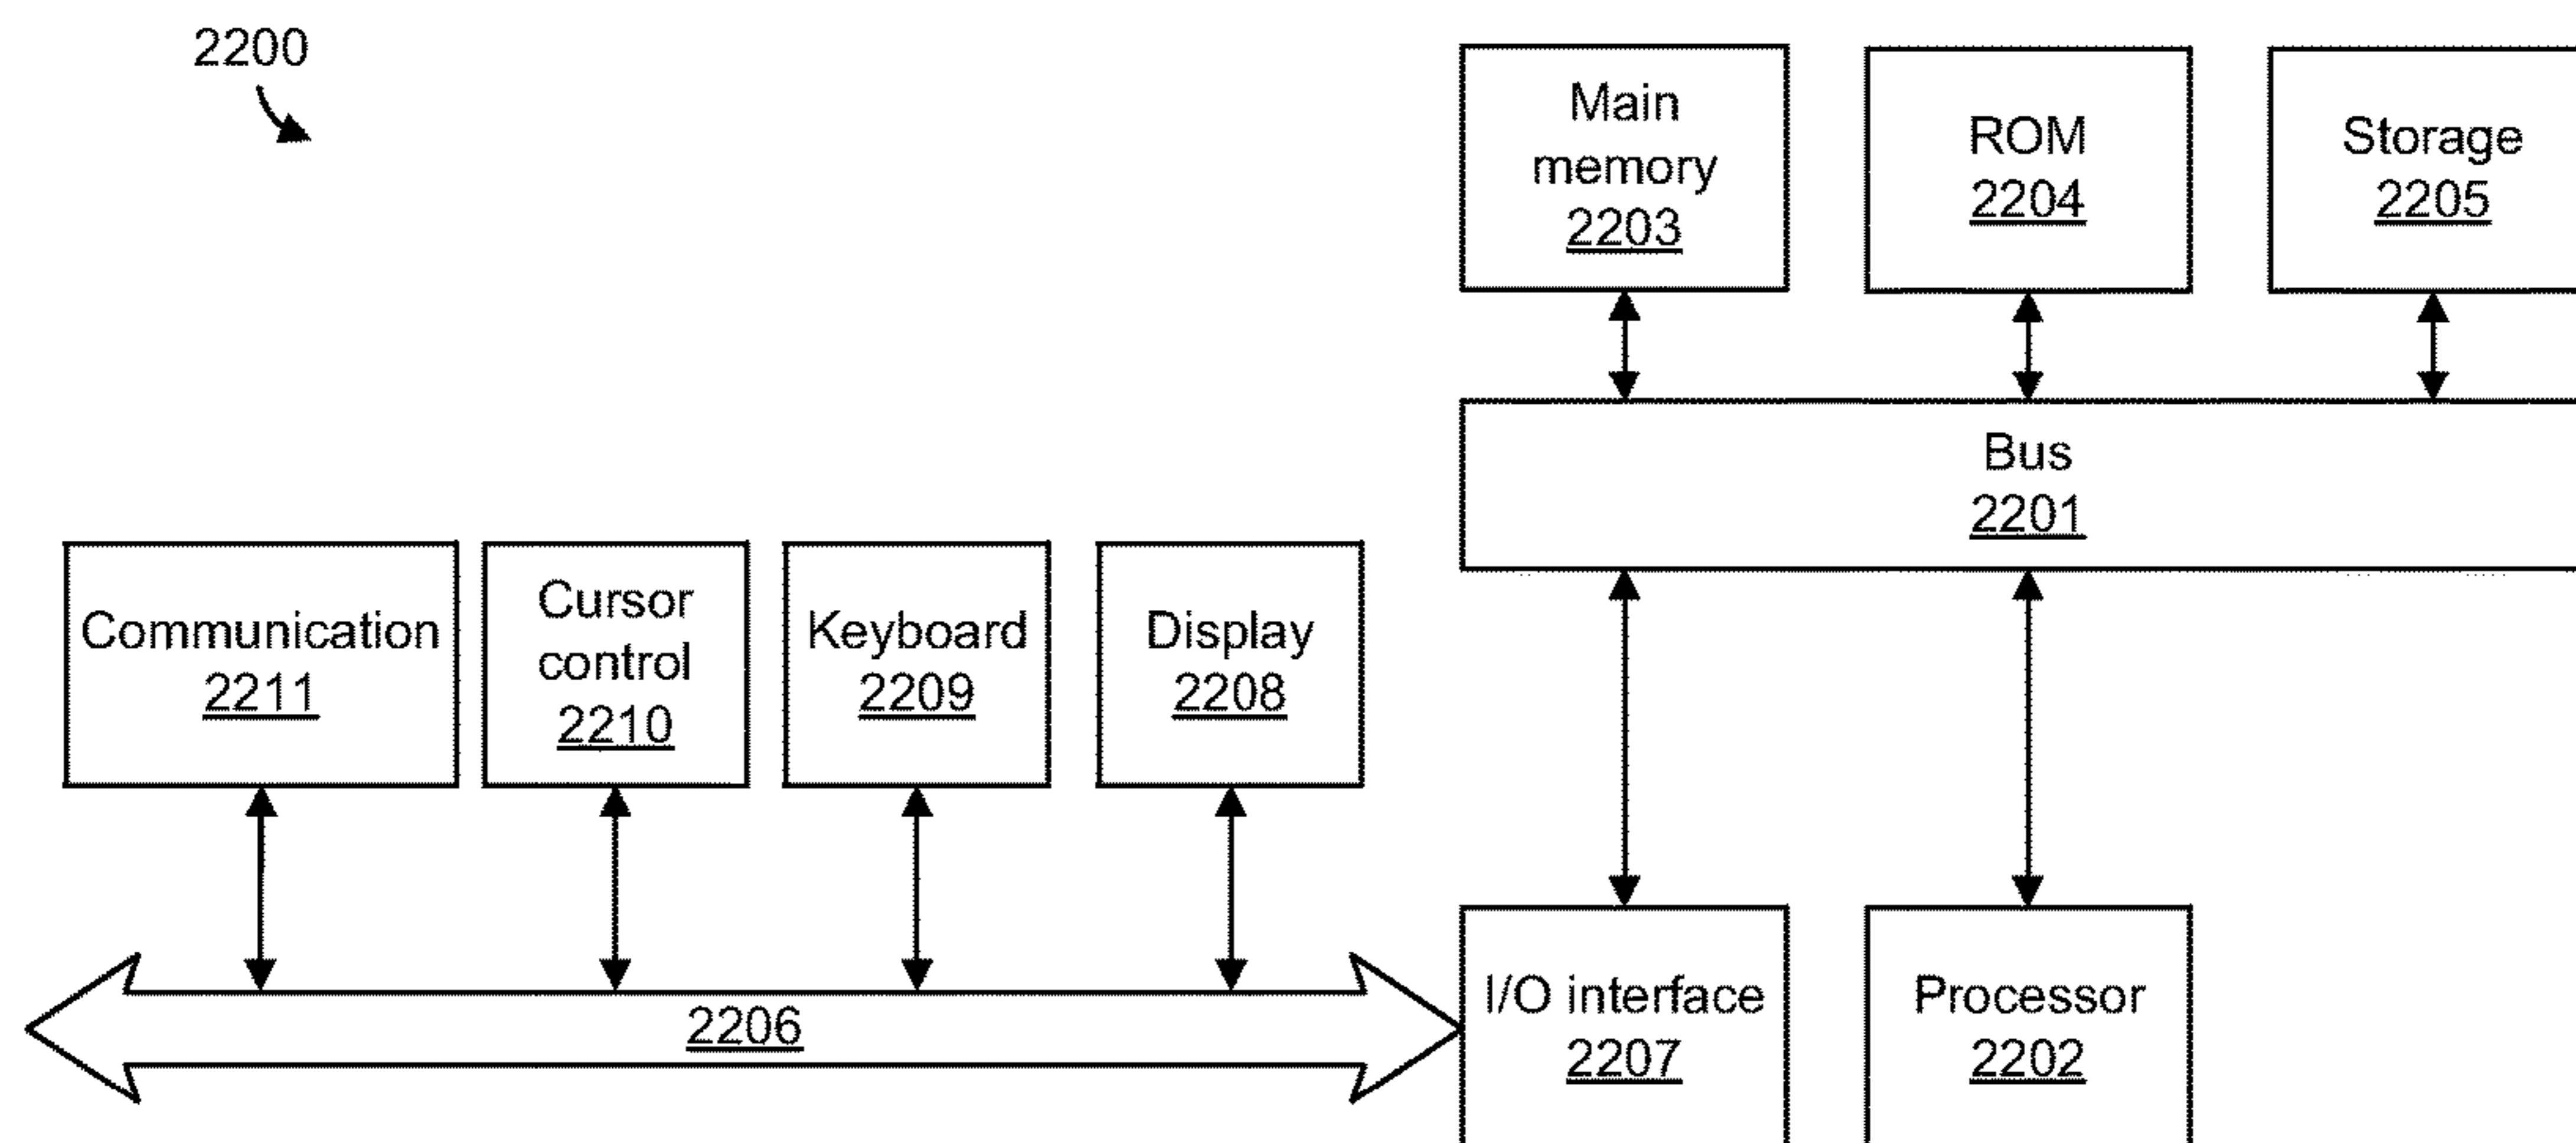 2200
Main
memory
2203
ROM
2204
Storage
2205
Bus
2201
Communication
2211
Cursor
control
2210
Keyboard
2209
Display
2208
2206
I/O interface
2207
Processor
2202